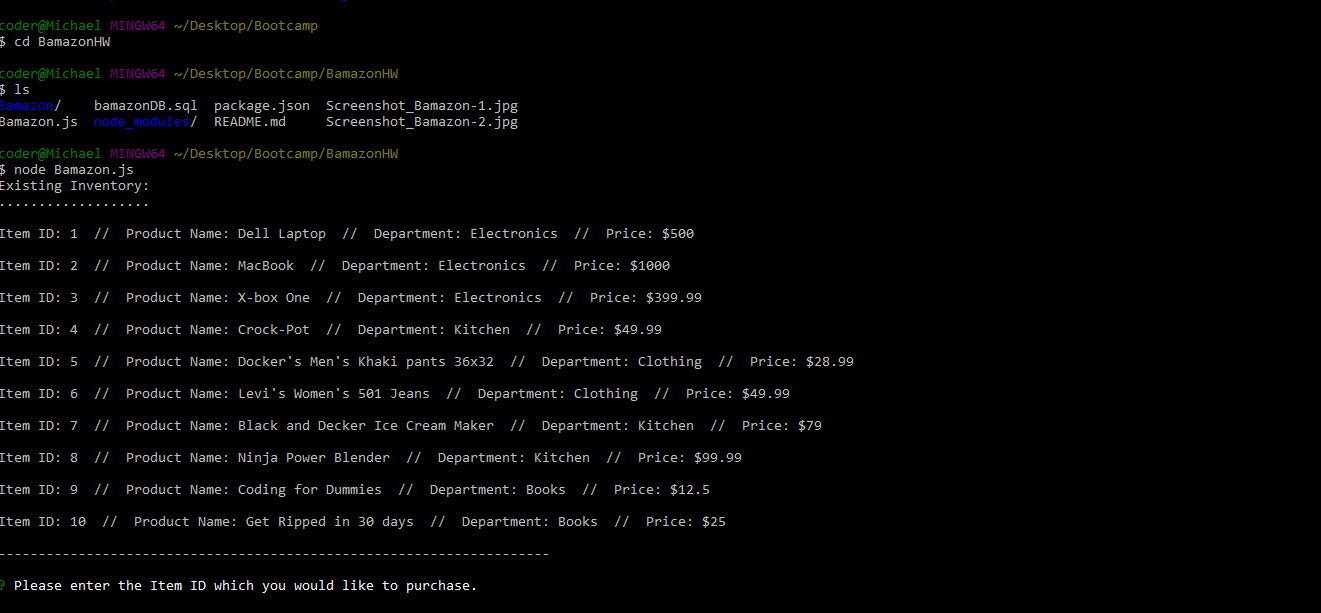 coder@Michael MINGW64 ~/Desktop/Bootcamp
$ cd BamazonHW
coder@Michael MINGW64 ~/Desktop/Bootcamp/BamazonHW
$ ls
Bamazon/    bamazonDB.sql  package.json  Screenshot_Bamazon-1.jpg
Bamazon.js  node_modules/  README.md     Screenshot_Bamazon-2.jpg
coder@Michael MINGW64 ~/Desktop/Bootcamp/BamazonHW
$ node Bamazon.js
Existing Inventory:
...................
Item ID: 1  //  Product Name: Dell Laptop  //  Department: Electronics  //  Price: $500
Item ID: 2  //  Product Name: MacBook  //  Department: Electronics  //  Price: $1000
Item ID: 3  //  Product Name: X-box One  //  Department: Electronics  //  Price: $399.99
Item ID: 4  //  Product Name: Crock-Pot  //  Department: Kitchen  //  Price: $49.99
Item ID: 5  //  Product Name: Docker's Men's Khaki pants 36x32  //  Department: Clothing  //  Price: $28.99
Item ID: 6  //  Product Name: Levi's Women's 501 Jeans  //  Department: Clothing  //  Price: $49.99
Item ID: 7  //  Product Name: Black and Decker Ice Cream Maker  //  Department: Kitchen  //  Price: $79
Item ID: 8  //  Product Name: Ninja Power Blender  //  Department: Kitchen  //  Price: $99.99
Item ID: 9  //  Product Name: Coding for Dummies  //  Department: Books  //  Price: $12.5
Item ID: 10  //  Product Name: Get Ripped in 30 days  //  Department: Books  //  Price: $25
---------------------------------------------------------------------
? Please enter the Item ID which you would like to purchase.